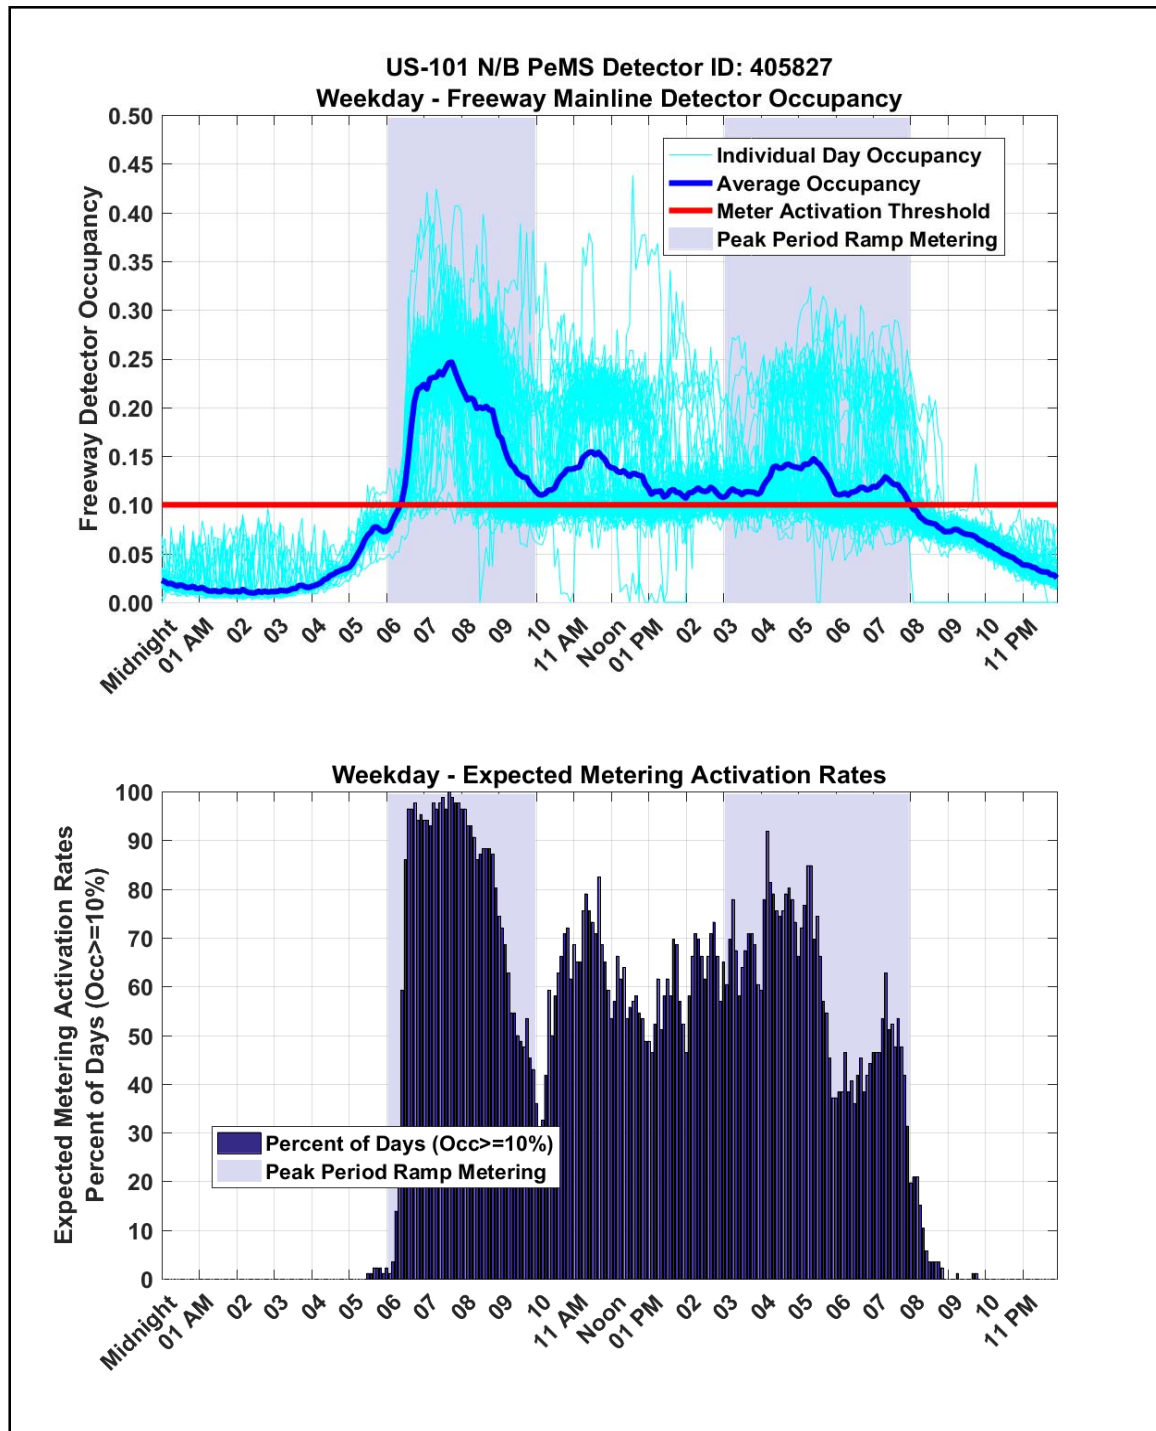 US-101 N/B PeMS Detector ID: 405827
Weekday - Freeway Mainline Detector Occupancy
Freeway Detector Occupancy
0.50
0.45
0.40
0.35
0.30
0.25
0.20
0.15
0.10
0.05
0.00
Individual Day Occupancy
Average Occupancy
Meter Activation Threshold
Peak Period Ramp Metering
Midnight
01 AM
02
03
04
05
06
07
08
09
10
11 AM
Noon
01 PM
02
03
04
05
06
07
08
09
10
11 PM
Weekday - Expected Metering Activation Rates
Expected Metering Activation Rates
Percent of Days (Occ>=10%)
100
90
80
70
60
50
40
30
20
10
0
Percent of Days (Occ>=10%)
Peak Period Ramp Metering
Midnight
01 AM
02
03
04
05
06
07
08
09
10
11 AM
Noon
01 PM
02
03
04
05
06
07
08
09
10
11 PM